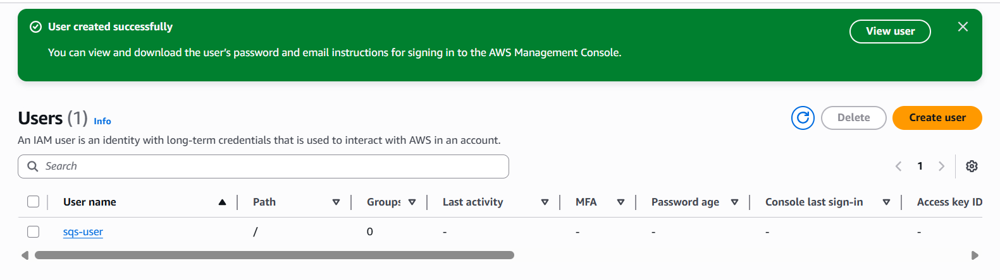 User created successfully
View user
You can view and download the user's password and email instructions for signing in to the AWS Management Console.
Users (1) Info
Delete
Create user
An IAM user is an identity with long-term credentials that is used to interact with AWS in an account.
Search
1
User name Path Groups Last activity MFA Password age Console last sign-in Access key ID
sqs-user / 0 - - - - -